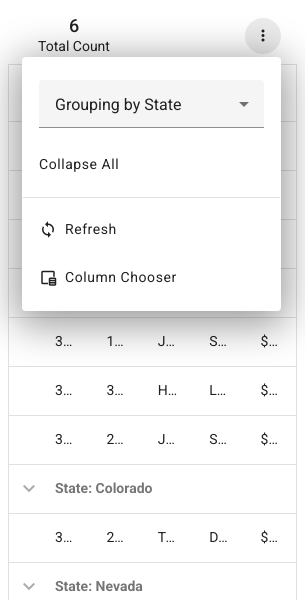 6
Total Count
Grouping by State
Collapse All
Refresh
Column Chooser
3... 1... J... S... $...
3... 3... H... L... $...
3... 2... J... S... $...
State: Colorado
3... 2... T... D... $...
State: Nevada